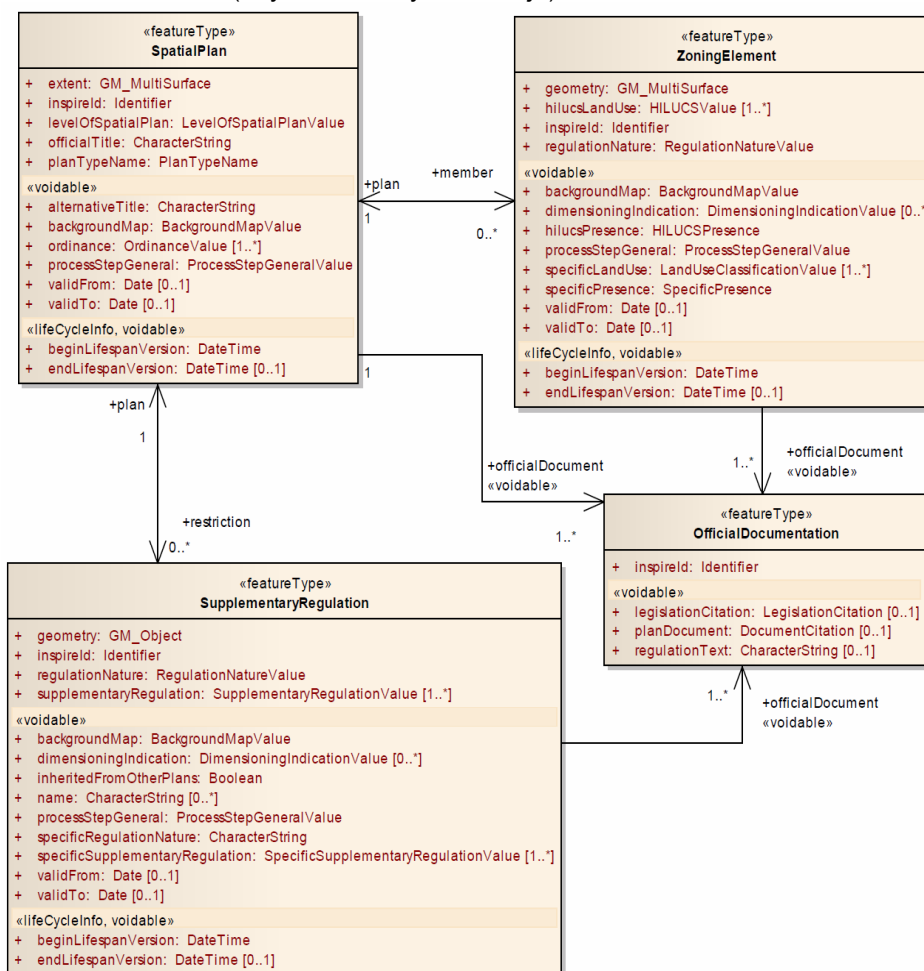 «featureType»
SpatialPlan
+ extent: GM_MultiSurface
+ inspireId: Identifier
+ levelOfSpatialPlan: LevelOfSpatialPlanValue
+ officialTitle: CharacterString
+ planTypeName: PlanTypeName
«voidable»
+ alternativeTitle: CharacterString
+ backgroundMap: BackgroundMapValue
+ ordinance: OrdinanceValue [1..*]
+ processStepGeneral: ProcessStepGeneralValue
+ validFrom: Date [0..1]
+ validTo: Date [0..1]
«lifeCycleInfo, voidable»
+ beginLifespanVersion: DateTime
+ endLifespanVersion: DateTime [0..1]
+plan
1
+member
0..*
«featureType»
ZoningElement
+ geometry: GM_MultiSurface
+ hilucsLandUse: HILUCSValue [1..*]
+ inspireId: Identifier
+ regulationNature: RegulationNatureValue
«voidable»
+ backgroundMap: BackgroundMapValue
+ dimensioningIndication: DimensioningIndicationValue [0..*
+ hilucsPresence: HILUCSPresence
+ processStepGeneral: ProcessStepGeneralValue
+ specificLandUse: LandUseClassificationValue [1..*]
+ specificPresence: SpecificPresence
+ validFrom: Date [0..1]
+ validTo: Date [0..1]
«lifeCycleInfo, voidable»
+ beginLifespanVersion: DateTime
+ endLifespanVersion: DateTime [0..1]
+plan
1
+restriction
0..*
1
+officialDocument
«voidable»
1..*
+officialDocument
«voidable»
1..*
«featureType»
OfficialDocumentation
+ inspireId: Identifier
«voidable»
+ legislationCitation: LegislationCitation [0..1]
+ planDocument: DocumentCitation [0..1]
+ regulationText: CharacterString [0..1]
1..*
+officialDocument
«voidable»
«featureType»
SupplementaryRegulation
+ geometry: GM_Object
+ inspireId: Identifier
+ regulationNature: RegulationNatureValue
+ supplementaryRegulation: SupplementaryRegulationValue [1..*]
«voidable»
+ backgroundMap: BackgroundMapValue
+ dimensioningIndication: DimensioningIndicationValue [0..*]
+ inheritedFromOtherPlans: Boolean
+ name: CharacterString [0..*]
+ processStepGeneral: ProcessStepGeneralValue
+ specificRegulationNature: CharacterString
+ specificSupplementaryRegulation: SpecificSupplementaryRegulationValue [1..*]
+ validFrom: Date [0..1]
+ validTo: Date [0..1]
«lifeCycleInfo, voidable»
+ beginLifespanVersion: DateTime
+ endLifespanVersion: DateTime [0..1]